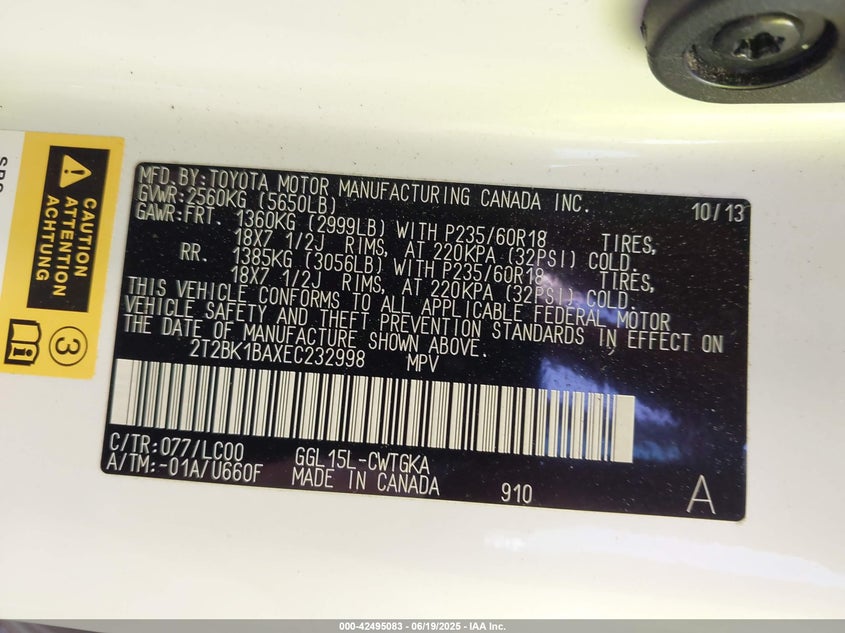 MFD.BY:TOYOTA MOTOR MANUFACTURING CANADA INC. 10/13
GVWR:2560KG (5650LB)
GAWR:FRT. 1360KG (2999LB) WITH P235/60R18 TIRES,
18X7 1/2J RIMS, AT 220KPA (32PSI) COLD.
RR. 1385KG (3056LB) WITH P235/60R18 TIRES,
18X7 1/2J RIMS, AT 220KPA (32PSI) COLD.
THIS VEHICLE CONFORMS TO ALL APPLICABLE FEDERAL MOTOR
VEHICLE SAFETY AND THEFT PREVENTION STANDARDS IN EFFECT ON
THE DATE OF MANUFACTURE SHOWN ABOVE.
2T2BK1BAXEC232998 MPV
C/TR:077/LC00 GGL15L-CWTGKA
A/TM:-01A/U660F MADE IN CANADA 910 A
CAUTION
ATTENTION
ACHTUNG
3
000-42495083 - 06/19/2025 - IAA Inc.